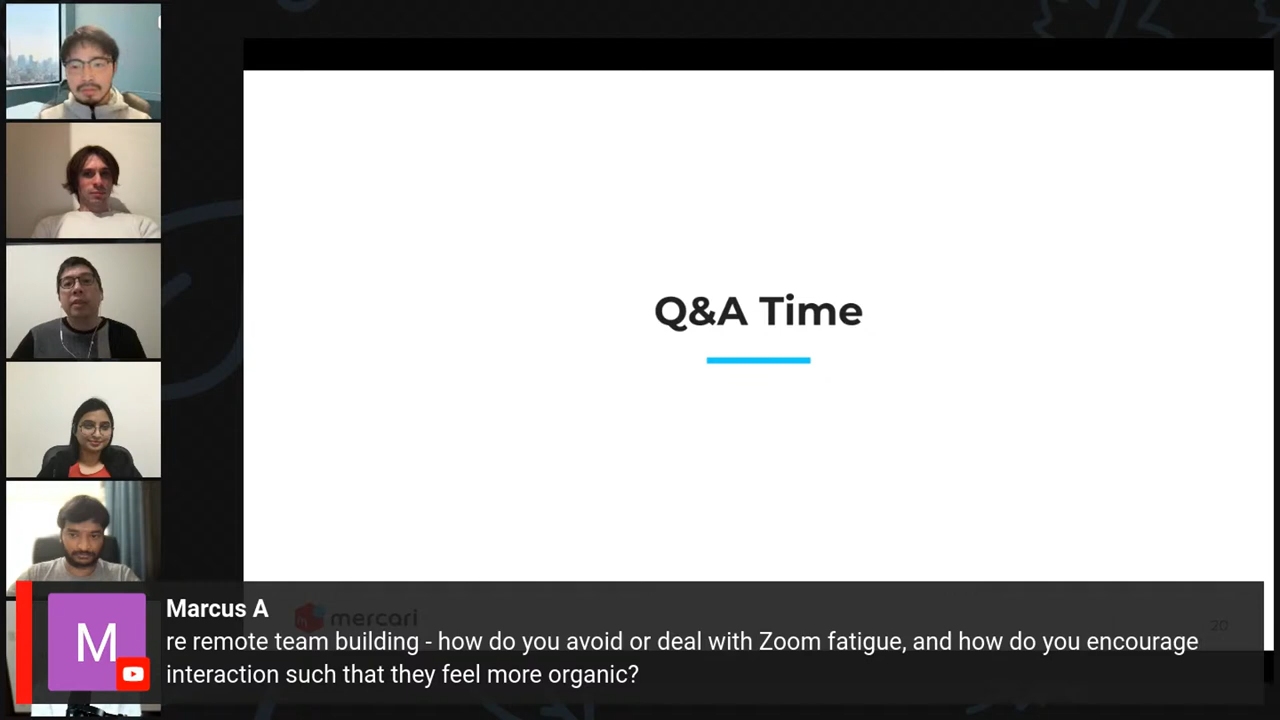 Q&A Time
mercari
20
M
Marcus A
re remote team building - how do you avoid or deal with Zoom fatigue, and how do you encourage
interaction such that they feel more organic?